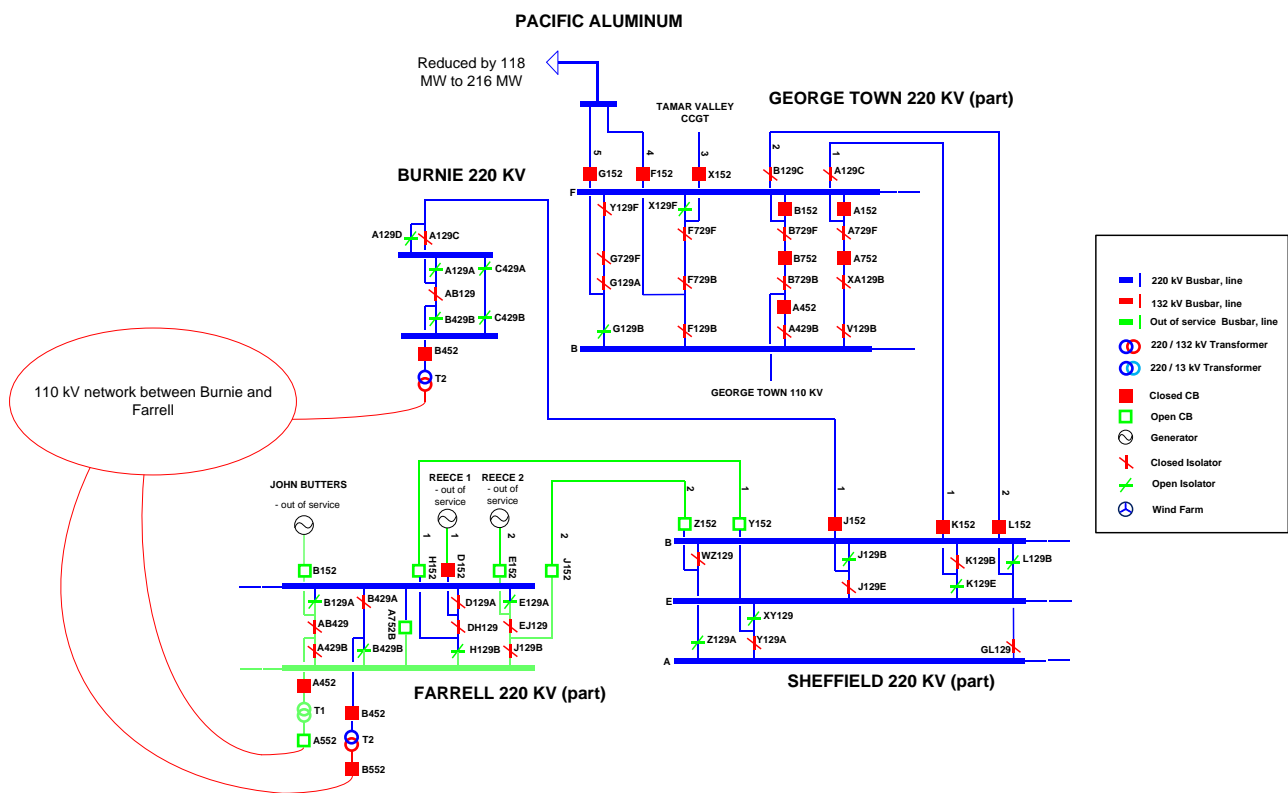 PACIFIC ALUMINUM
Reduced by 118
MW to 216 MW
GEORGE TOWN 220 KV (part)
TAMAR VALLEY
CCGT
5
4
3
2
1
G152
F152
X152
B129C
A129C
BURNIE 220 KV
F
Y129F
X129F
B152
A152
A129D
A129C
F729F
B729F
A729F
G729F
B752
A752
A129A
C429A
G129A
F729B
B729B
XA129B
AB129
A452
B429B
C429B
G129B
F129B
A429B
V129B
B
B452
T2
GEORGE TOWN 110 KV
110 kV network between Burnie and
Farrell
220 kV Busbar, line
132 kV Busbar, line
Out of service Busbar, line
220 / 132 kV Transformer
220 / 13 kV Transformer
Closed CB
Open CB
Generator
Closed Isolator
Open Isolator
Wind Farm
JOHN BUTTERS
- out of service
REECE 1
- out of
service
REECE 2
- out of
service
1
1
2
2
2
1
1
1
2
Z152
Y152
J152
K152
L152
B152
H152
D152
E152
J152
B
WZ129
J129B
K129B
L129B
J129E
K129E
B129A
B429A
D129A
E129A
E
AB429
A752B
DH129
EJ129
XY129
A429B
B429B
H129B
J129B
Z129A
Y129A
GL129
A
FARRELL 220 KV (part)
SHEFFIELD 220 KV (part)
A452
T1
B452
A552
T2
B552